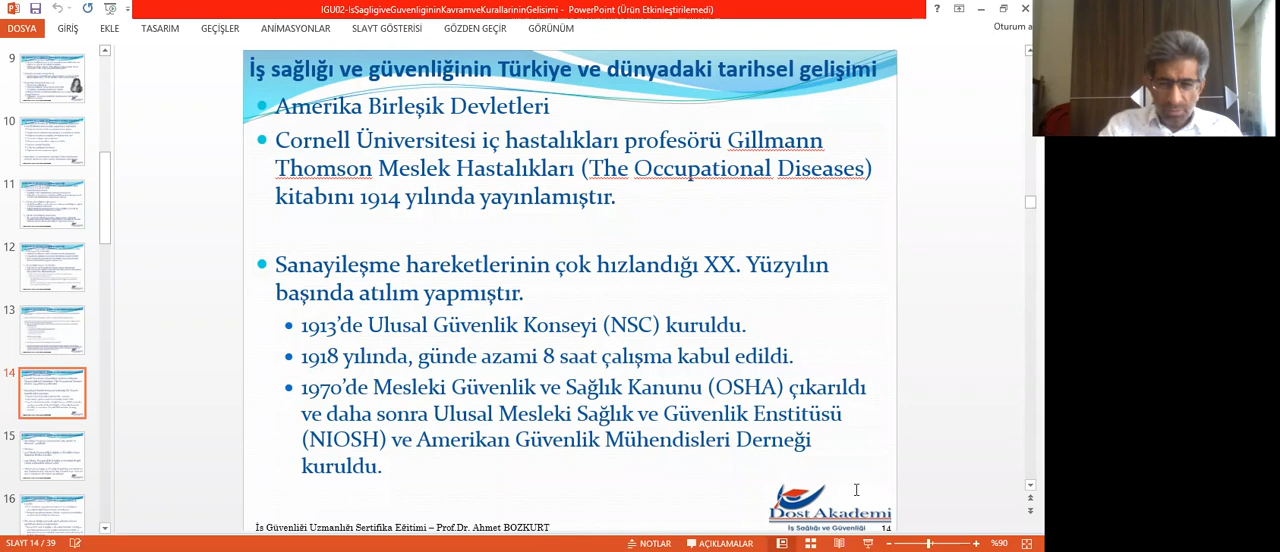 IGU02-IsSagligiveGuvenligininKavramveKurallarininGelisimi - PowerPoint (Ürün Etkinleştirilemedi)
DOSYA GİRİŞ EKLE TASARIM GEÇİŞLER ANİMASYONLAR SLAYT GÖSTERİSİ GÖZDEN GEÇİR GÖRÜNÜM
Oturum a
9
10
11
12
13
14
15
16
İş sağlığı ve güvenliğinin Türkiye ve dünyadaki tarihsel gelişimi
Amerika Birleşik Devletleri
Cornell Üniversitesi iç hastalıkları profesörü Gilmann
Thomson Meslek Hastalıkları (The Occupational Diseases)
kitabını 1914 yılında yayınlamıştır.
Sanayileşme hareketlerinin çok hızlandığı XX. Yüzyılın
başında atılım yapmıştır.
1913’de Ulusal Güvenlik Konseyi (NSC) kuruldu.
1918 yılında, günde azami 8 saat çalışma kabul edildi.
1970’de Mesleki Güvenlik ve Sağlık Kanunu (OSHA) çıkarıldı
ve daha sonra Ulusal Mesleki Sağlık ve Güvenlik Enstitüsü
(NIOSH) ve Amerikan Güvenlik Mühendisleri Derneği
kuruldu.
Dost Akademi
İş Sağlığı ve Güvenliği
İş Güvenliği Uzmanlığı Sertifika Eğitimi – Prof.Dr. Ahmet BOZKURT
14
SLAYT 14 / 39
NOTLAR AÇIKLAMALAR %90